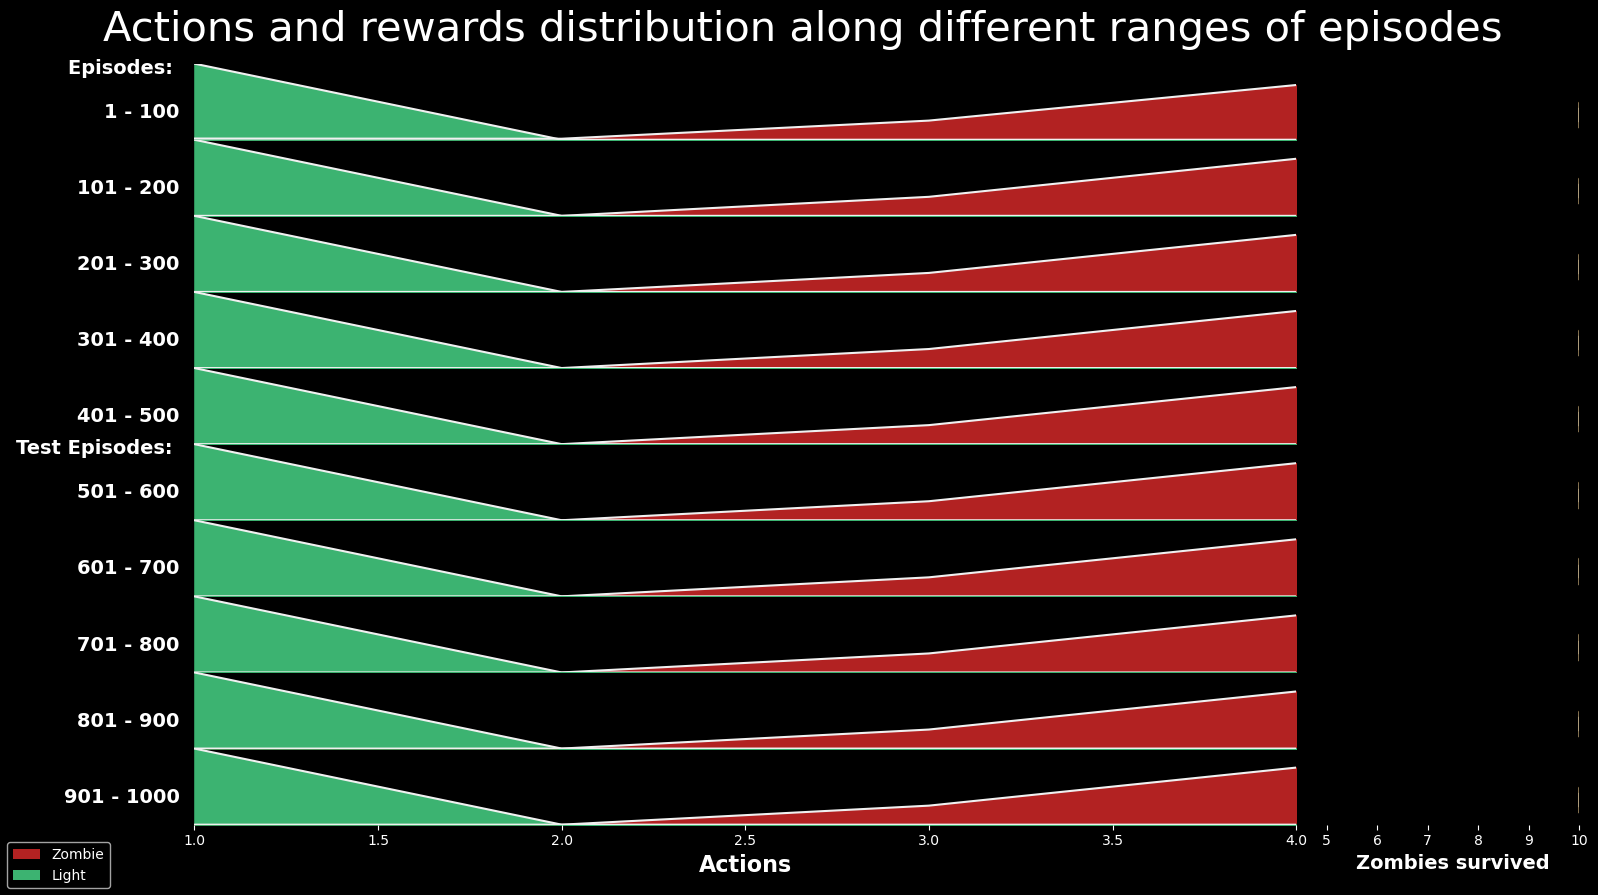 Actions and rewards distribution along different ranges of episodes
Episodes:
1 - 100
101 - 200
201 - 300
301 - 400
401 - 500
Test Episodes:
501 - 600
601 - 700
701 - 800
801 - 900
901 - 1000
1.0 1.5 2.0 2.5 3.0 3.5 4.0 5 6 7 8 9 10
Actions
Zombies survived
Zombie
Light